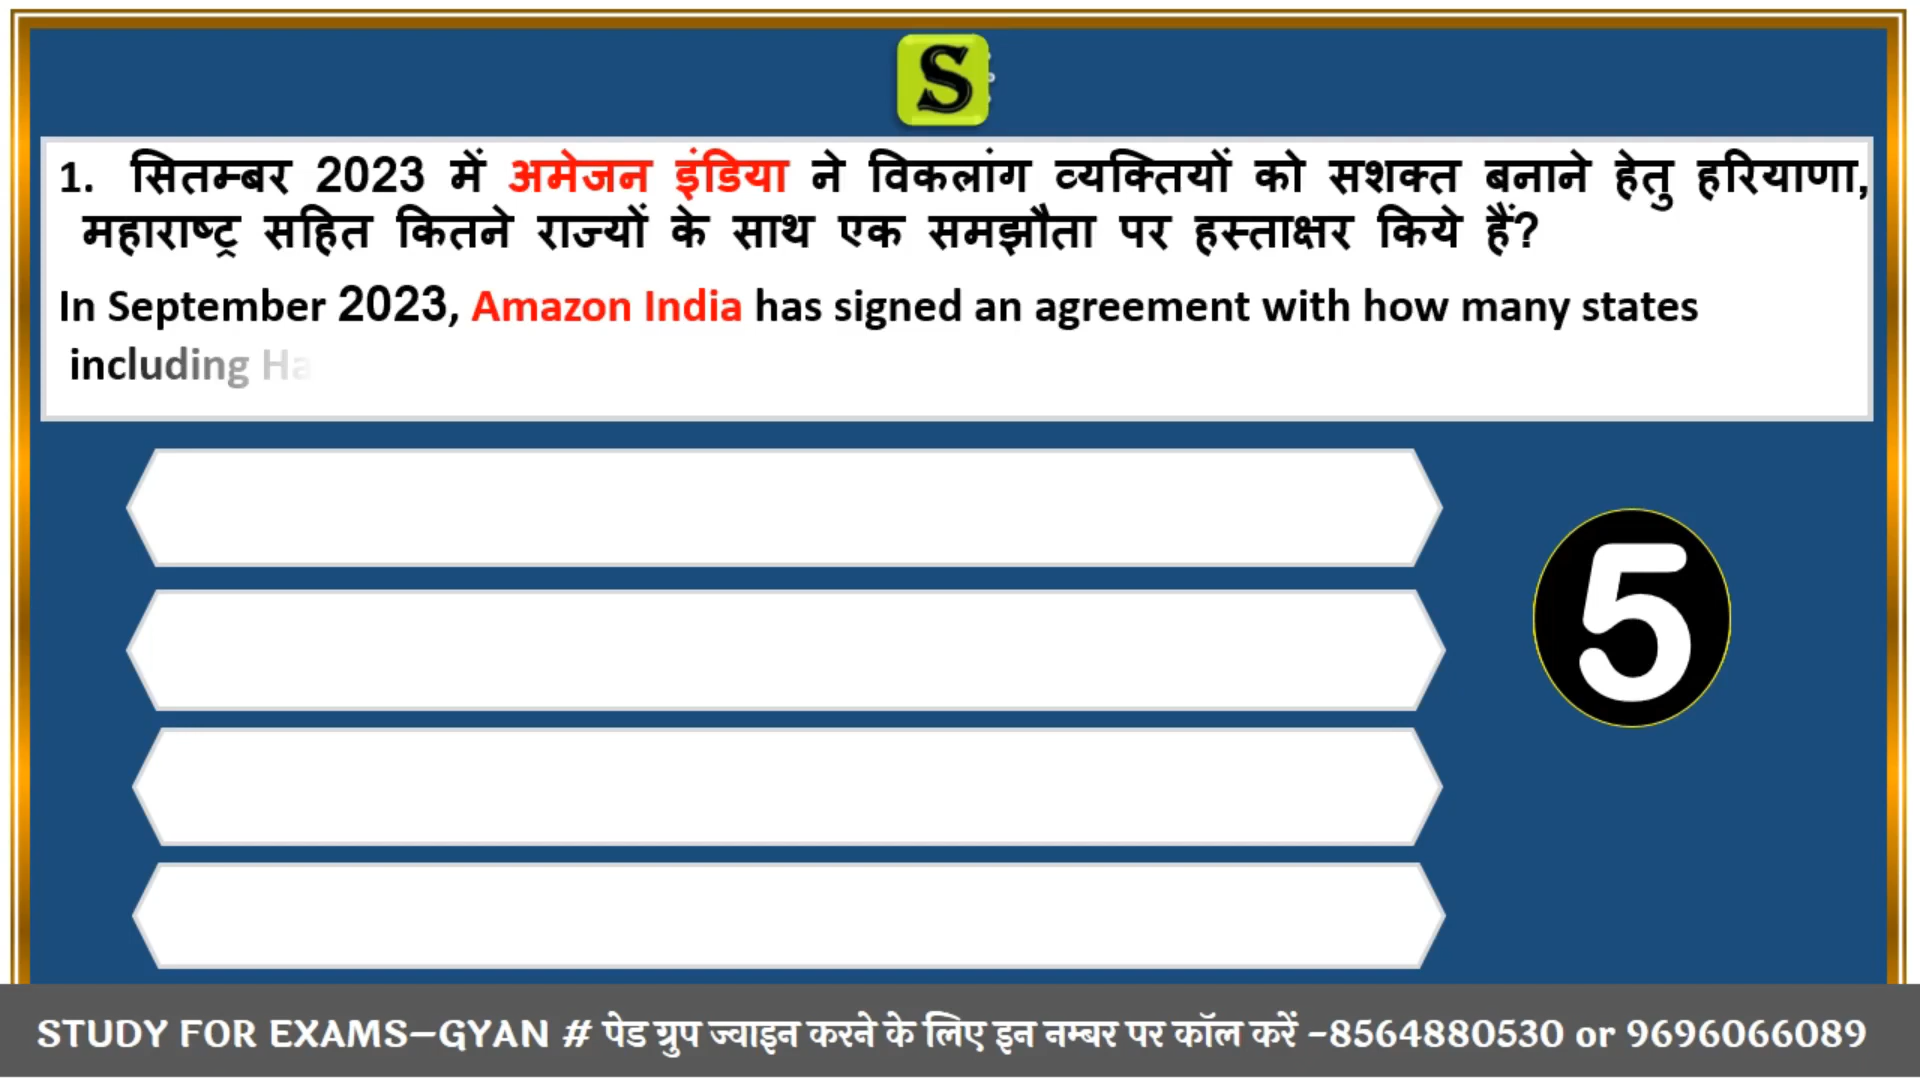 S
1. सितम्बर 2023 में अमेजन इंडिया ने विकलांग व्यक्तियों को सशक्त बनाने हेतु हरियाणा,
महाराष्ट्र सहित कितने राज्यों के साथ एक समझौता पर हस्ताक्षर किये हैं?
In September 2023, Amazon India has signed an agreement with how many states
including
5
STUDY FOR EXAMS–GYAN # पेड ग्रुप ज्वाइन करने के लिए इन नम्बर पर कॉल करें -8564880530 or 9696066089